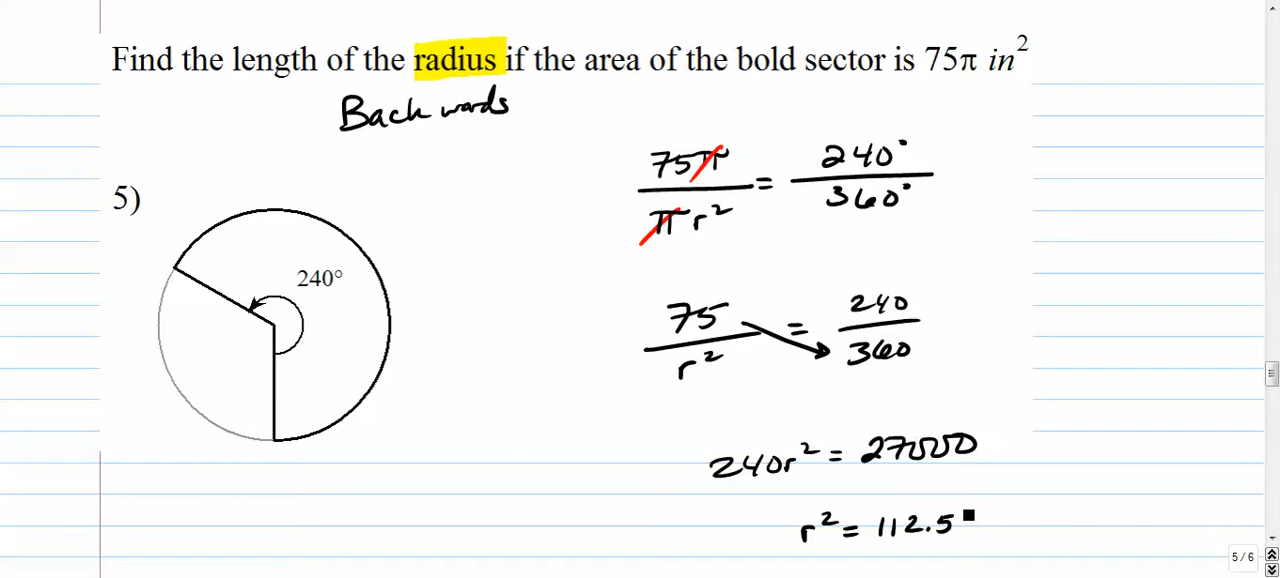 Find the length of the radius if the area of the bold sector is 75π in²
Backwards
75π / πr² = 240° / 360°
5)
240°
75 / r² = 240 / 360
240r² = 27000
r² = 112.5
5 / 6